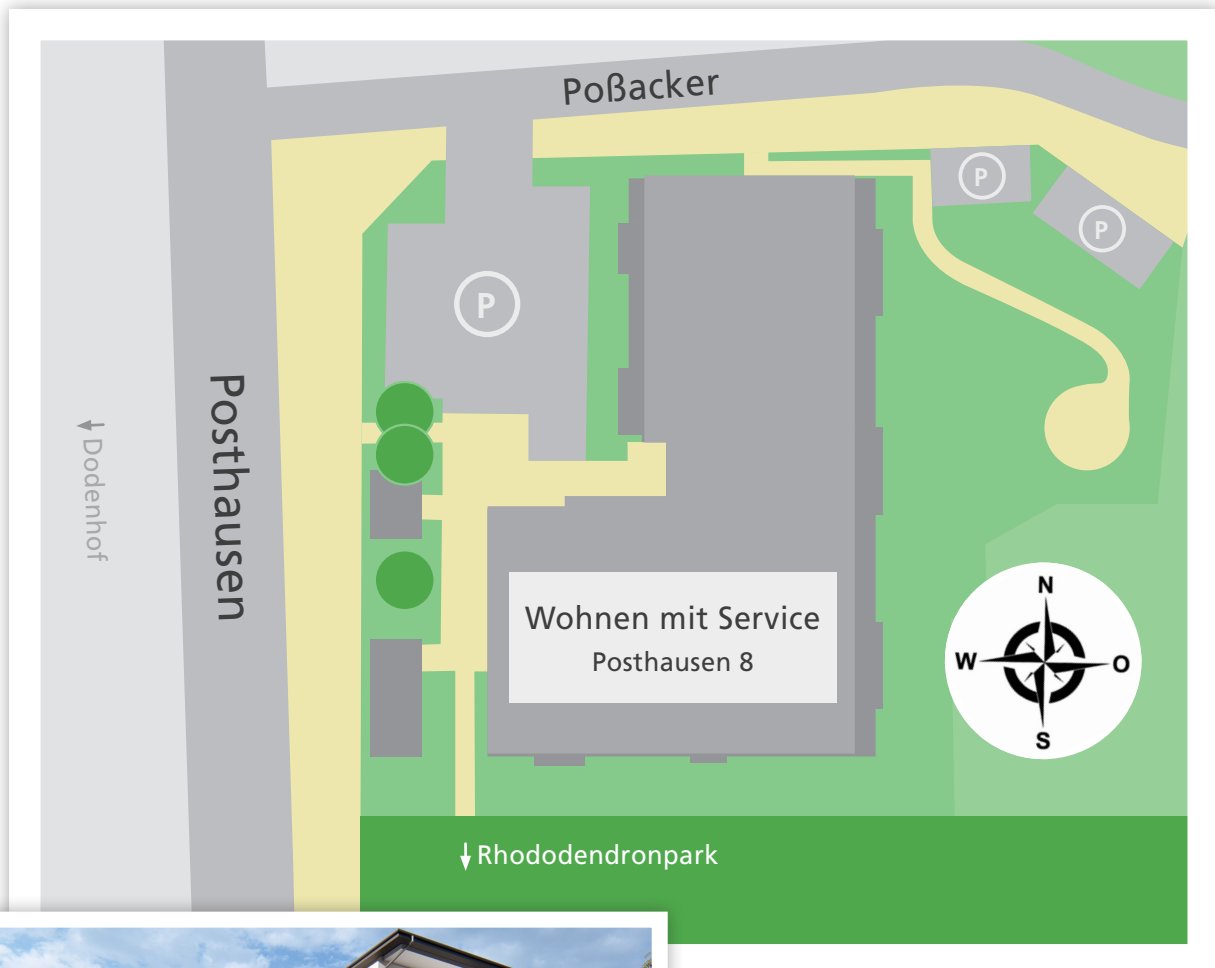 Poßacker
P
P
P
Posthausen
Dodenhof
Wohnen mit Service
Posthausen 8
N
W
O
S
Rhododendronpark